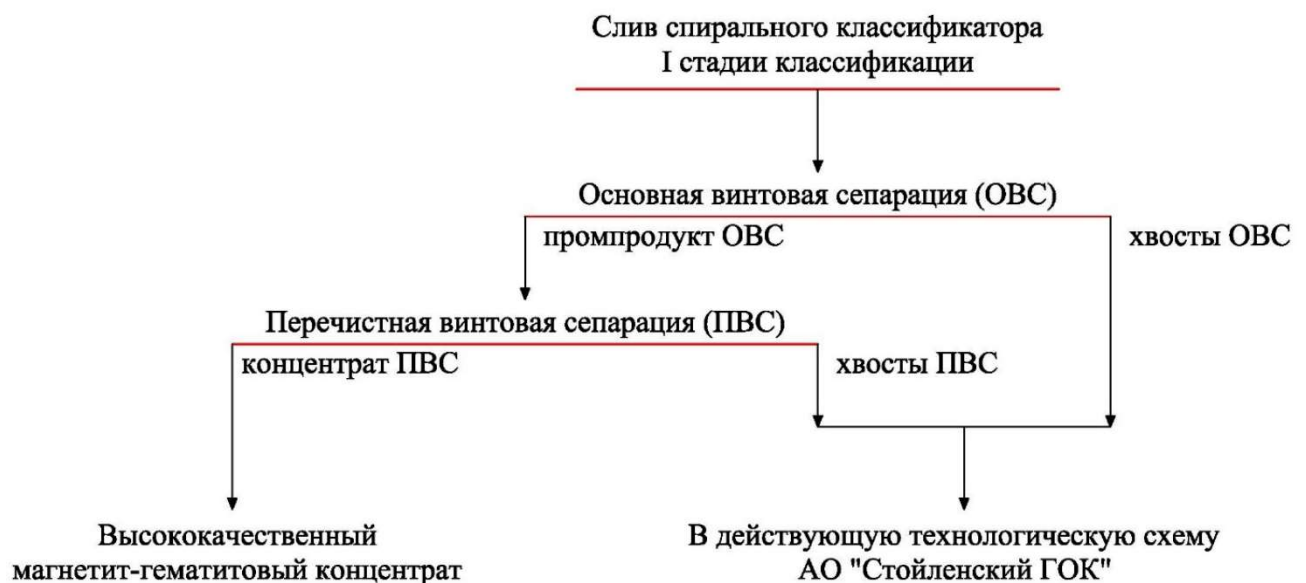 Слив спирального классификатора
I стадии классификации
Основная винтовая сепарация (ОВС)
промпродукт ОВС
хвосты ОВС
Перечистная винтовая сепарация (ПВС)
концентрат ПВС
хвосты ПВС
Высококачественный
магнетит-гематитовый концентрат
В действующую технологическую схему
АО "Стойленский ГОК"